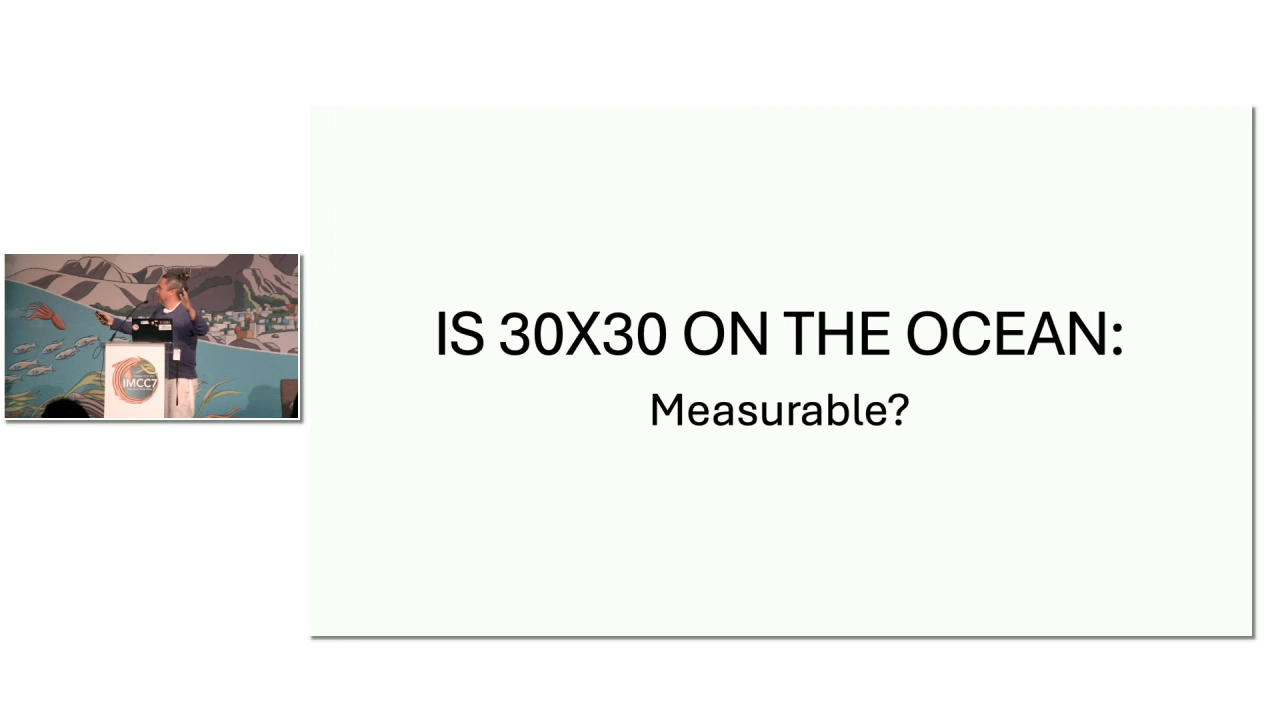 IS 30X30 ON THE OCEAN:
Measurable?
IMCC7